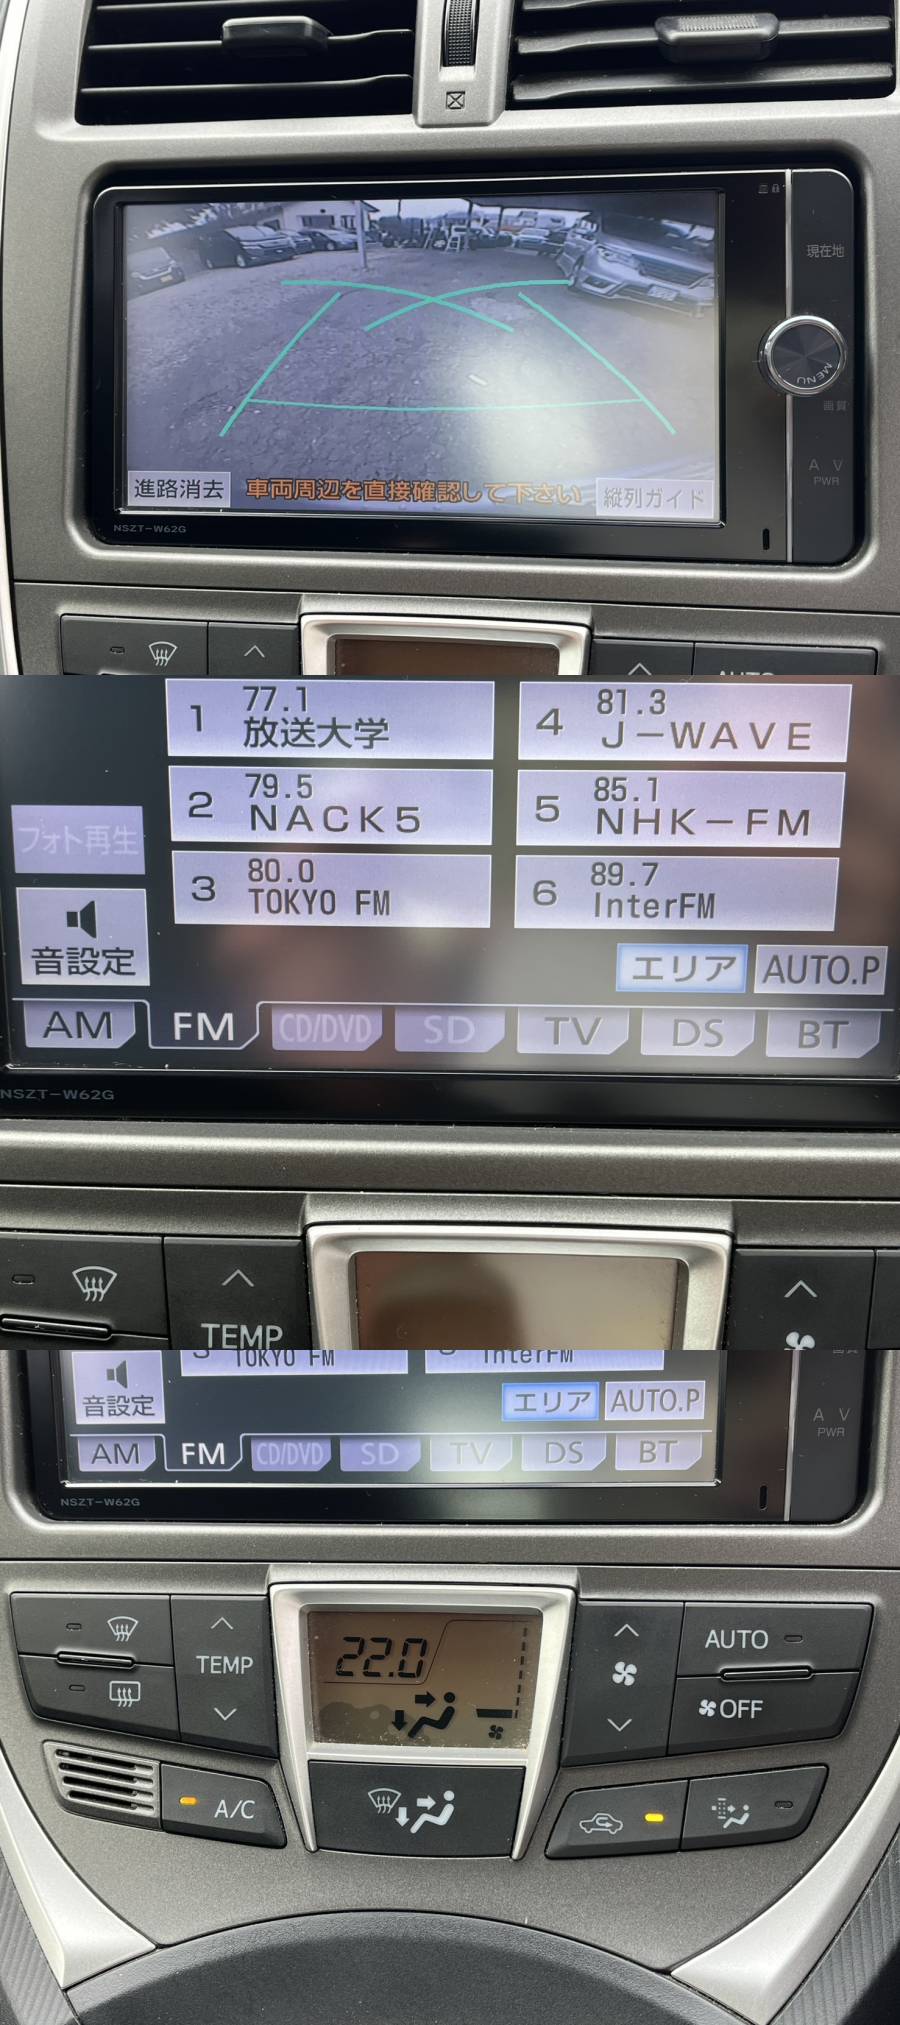 現在地
MENU
画質
A V
PWR
進路消去
車両周辺を直接確認して下さい
縦列ガイド
NSZT-W62G
1 77.1
放送大学
4 81.3
J-WAVE
2 79.5
NACK5
5 85.1
NHK-FM
フォト再生
3 80.0
TOKYO FM
6 89.7
InterFM
音設定
エリア
AUTO.P
AM
FM
CD/DVD
SD
TV
DS
BT
NSZT-W62G
TEMP
TOKYO FM
InterFM
音設定
エリア
AUTO.P
A V
PWR
AM
FM
CD/DVD
SD
TV
DS
BT
NSZT-W62G
22.0
TEMP
AUTO
OFF
A/C